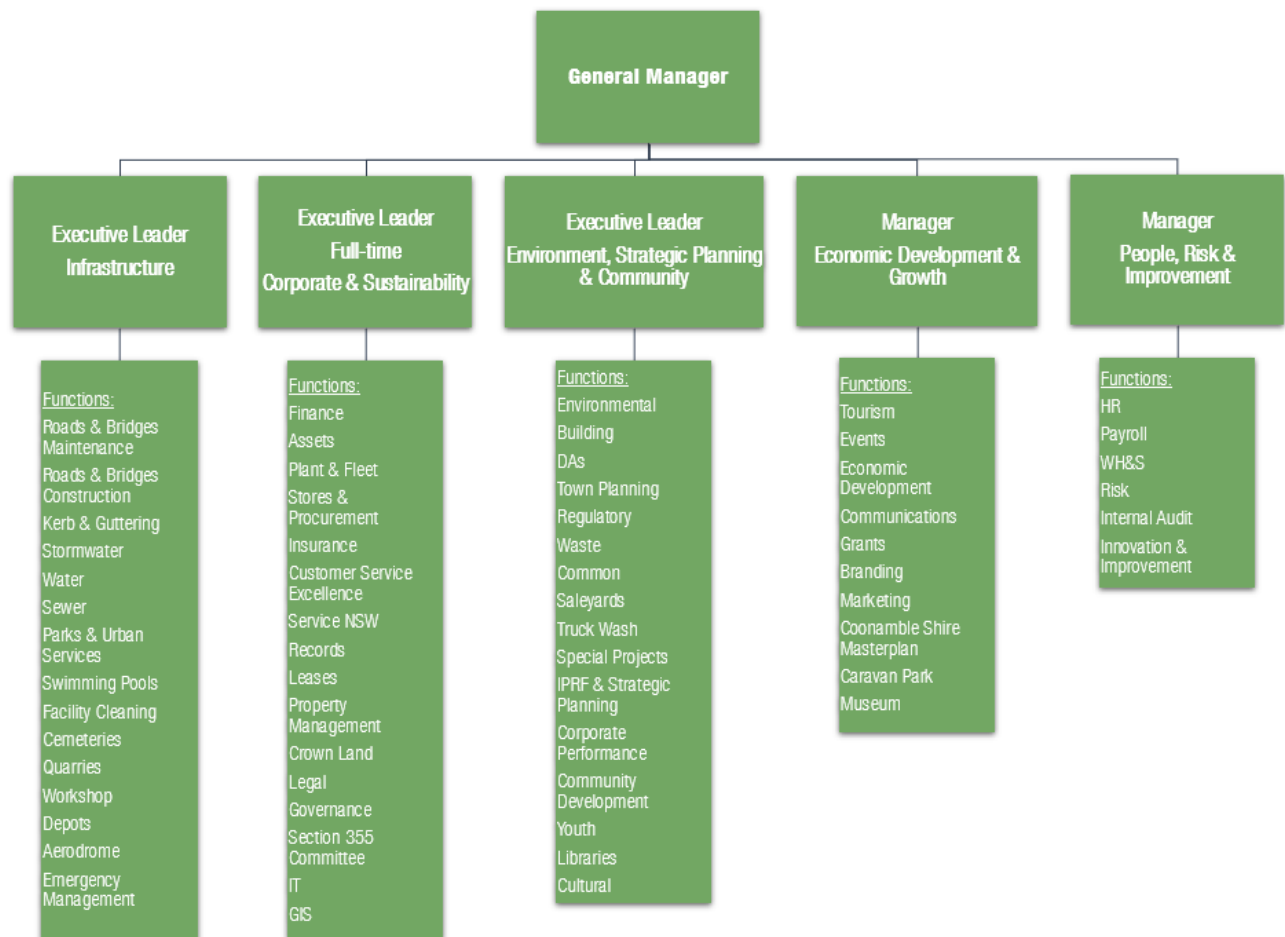 General Manager
Executive Leader
Infrastructure
Executive Leader
Full-time
Corporate & Sustainability
Executive Leader
Environment, Strategic Planning
& Community
Manager
Economic Development &
Growth
Manager
People, Risk &
Improvement
Functions:
Roads & Bridges
Maintenance
Roads & Bridges
Construction
Kerb & Guttering
Stormwater
Water
Sewer
Parks & Urban
Services
Swimming Pools
Facility Cleaning
Cemeteries
Quarries
Workshop
Depots
Aerodrome
Emergency
Management
Functions:
Finance
Assets
Plant & Fleet
Stores &
Procurement
Insurance
Customer Service
Excellence
Service NSW
Records
Leases
Property
Management
Crown Land
Legal
Governance
Section 355
Committee
IT
GIS
Functions:
Environmental
Building
DAs
Town Planning
Regulatory
Waste
Common
Saleyards
Truck Wash
Special Projects
IPRF & Strategic
Planning
Corporate
Performance
Community
Development
Youth
Libraries
Cultural
Functions:
Tourism
Events
Economic
Development
Communications
Grants
Branding
Marketing
Coonamble Shire
Masterplan
Caravan Park
Museum
Functions:
HR
Payroll
WH&S
Risk
Internal Audit
Innovation &
Improvement